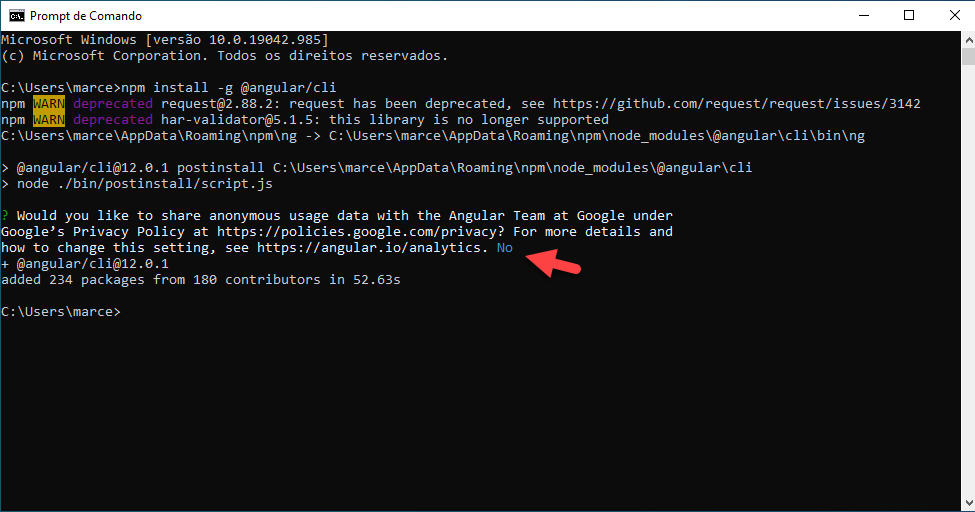 Prompt de Comando
Microsoft Windows [versão 10.0.19042.985]
(c) Microsoft Corporation. Todos os direitos reservados.
C:\Users\marce>npm install -g @angular/cli
npm WARN deprecated request@2.88.2: request has been deprecated, see https://github.com/request/request/issues/3142
npm WARN deprecated har-validator@5.1.5: this library is no longer supported
C:\Users\marce\AppData\Roaming\npm\ng -> C:\Users\marce\AppData\Roaming\npm\node_modules\@angular\cli\bin\ng
> @angular/cli@12.0.1 postinstall C:\Users\marce\AppData\Roaming\npm\node_modules\@angular\cli
> node ./bin/postinstall/script.js
? Would you like to share anonymous usage data with the Angular Team at Google under
Google’s Privacy Policy at https://policies.google.com/privacy? For more details and
how to change this setting, see https://angular.io/analytics. No
+ @angular/cli@12.0.1
added 234 packages from 180 contributors in 52.63s
C:\Users\marce>